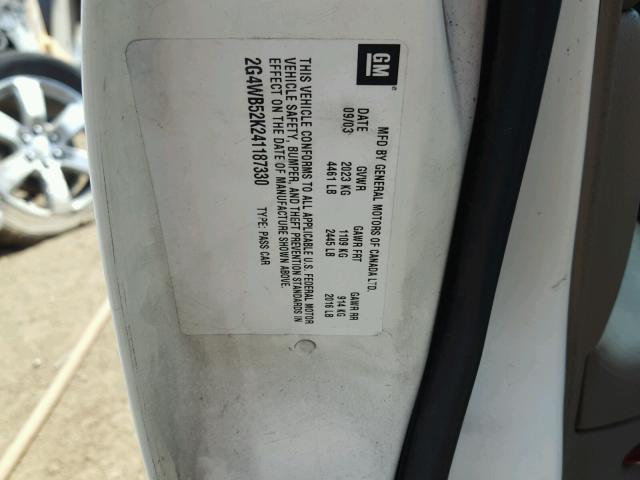 GM
MFD BY GENERAL MOTORS OF CANADA LTD.
DATE GVWR GAWR FRT GAWR RR
09/03 2023 KG 1109 KG 914 KG
4461 LB 2445 LB 2016 LB
THIS VEHICLE CONFORMS TO ALL APPLICABLE U.S. FEDERAL MOTOR
VEHICLE SAFETY, BUMPER, AND THEFT PREVENTION STANDARDS IN
EFFECT ON THE DATE OF MANUFACTURE SHOWN ABOVE.
2G4WB52K241187330 TYPE: PASS CAR